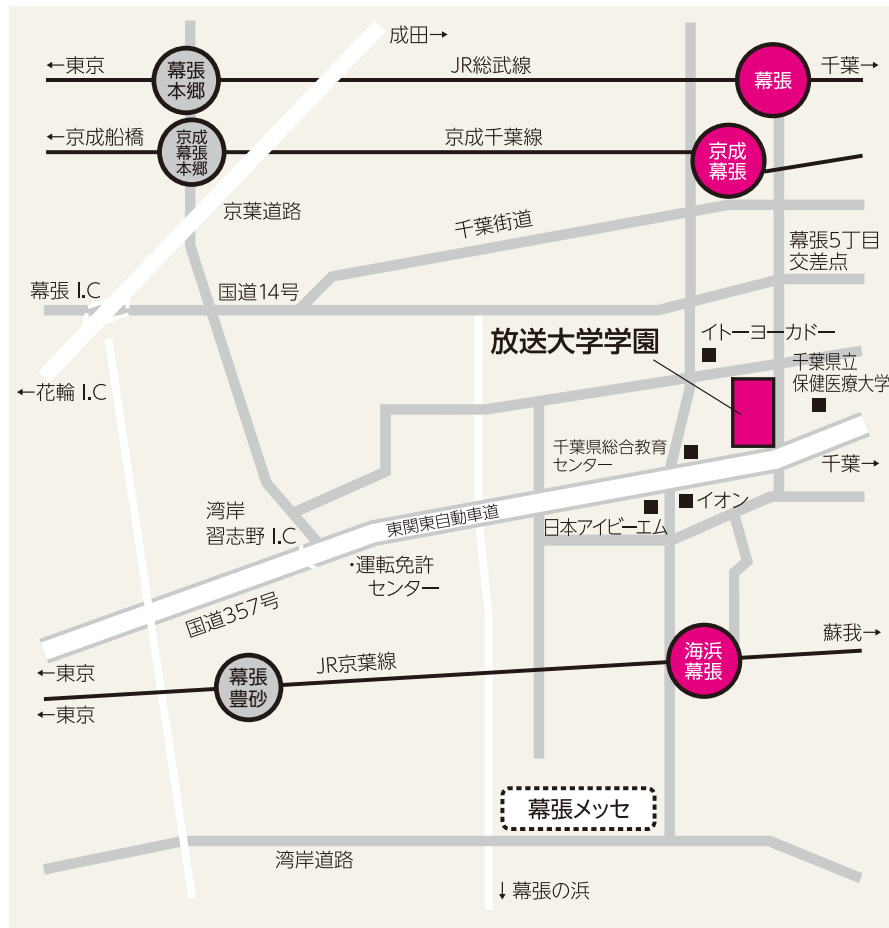 成田→
←東京
幕張
本郷
JR総武線
幕張
千葉→
←京成船橋
京成
幕張
本郷
京成千葉線
京成
幕張
京葉道路
千葉街道
幕張5丁目
交差点
幕張 I.C
国道14号
放送大学学園
イトーヨーカドー
千葉県立
保健医療大学
←花輪 I.C
千葉県総合教育
センター
千葉→
湾岸
習志野 I.C
東関東自動車道
日本アイビーエム
イオン
・運転免許
センター
国道357号
←東京
JR京葉線
海浜
幕張
蘇我→
幕張
豊砂
←東京
幕張メッセ
湾岸道路
↓幕張の浜